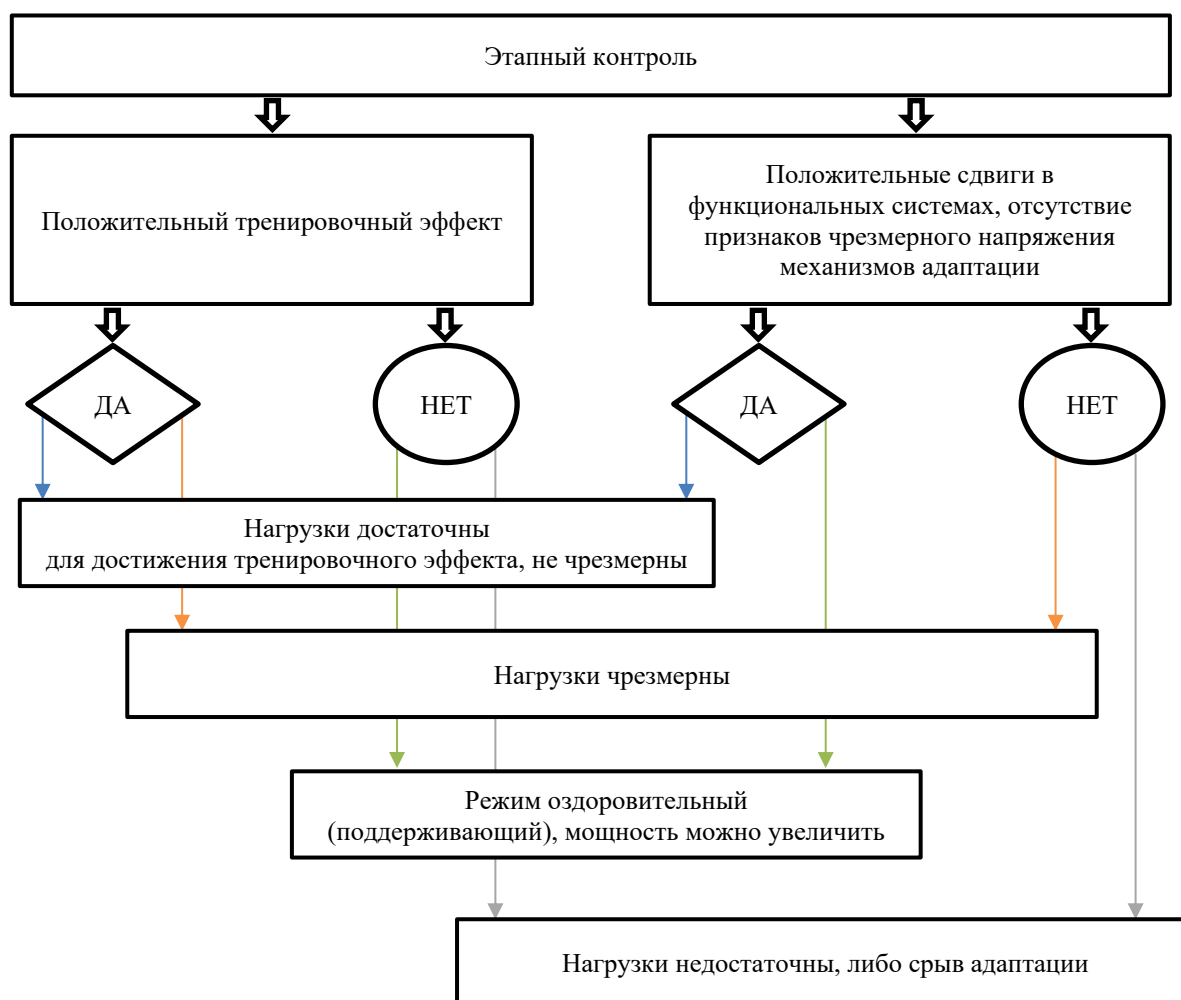 Этапный контроль
Положительный тренировочный эффект
Положительные сдвиги в
функциональных системах, отсутствие
признаков чрезмерного напряжения
механизмов адаптации
ДА
НЕТ
ДА
НЕТ
Нагрузки достаточны
для достижения тренировочного эффекта, не чрезмерны
Нагрузки чрезмерны
Режим оздоровительный
(поддерживающий), мощность можно увеличить
Нагрузки недостаточны, либо срыв адаптации